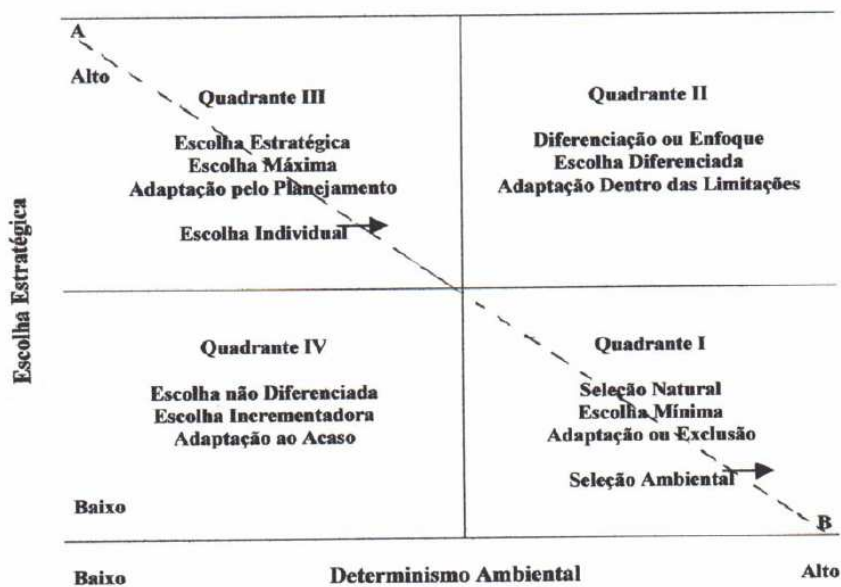 A
Alto
Quadrante III
Escolha Estratégica
Escolha Máxima
Adaptação pelo Planejamento
Escolha Individual
Quadrante II
Diferenciação ou Enfoque
Escolha Diferenciada
Adaptação Dentro das Limitações
Escolha Estratégica
Quadrante IV
Escolha não Diferenciada
Escolha Incrementadora
Adaptação ao Acaso
Quadrante I
Seleção Natural
Escolha Mínima
Adaptação ou Exclusão
Seleção Ambiental
Baixo
B
Baixo
Determinismo Ambiental
Alto